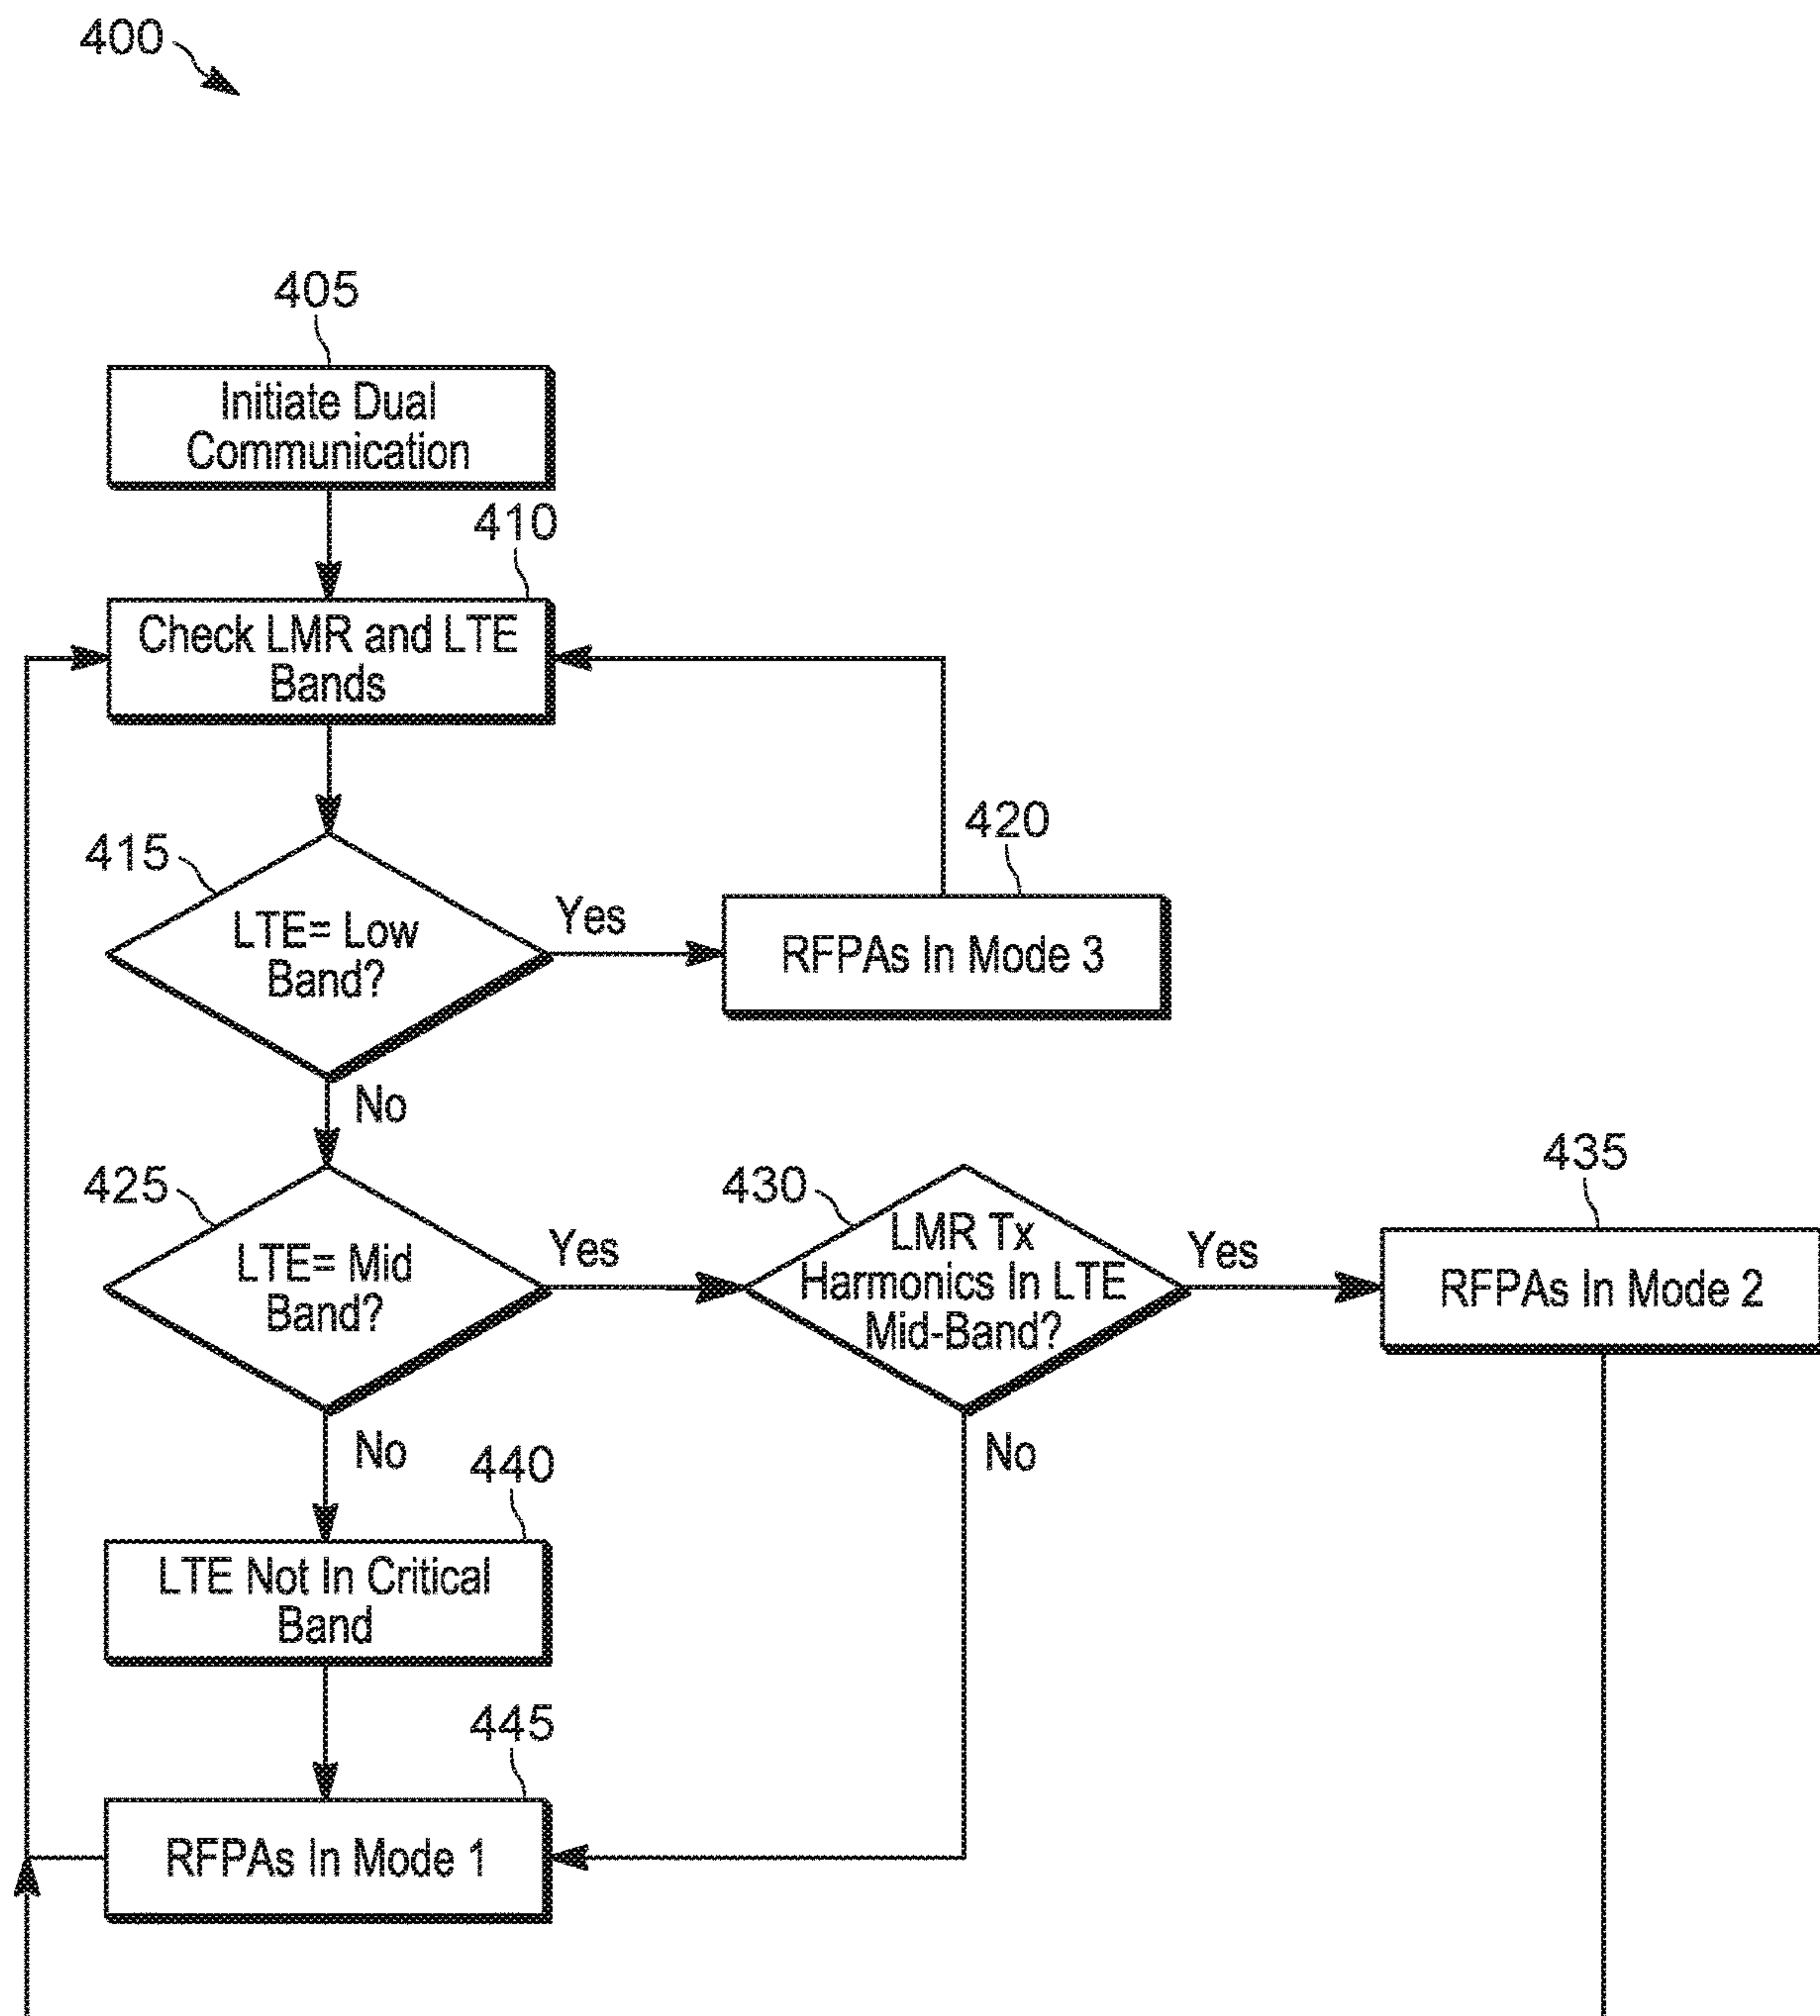 400
405
Initiate Dual
Communication
410
Check LMR and LTE
Bands
415
LTE= Low
Band?
Yes
420
RFPAs In Mode 3
No
425
LTE= Mid
Band?
Yes
430
LMR Tx
Harmonics In LTE
Mid-Band?
Yes
435
RFPAs In Mode 2
No
No
440
LTE Not In Critical
Band
445
RFPAs In Mode 1